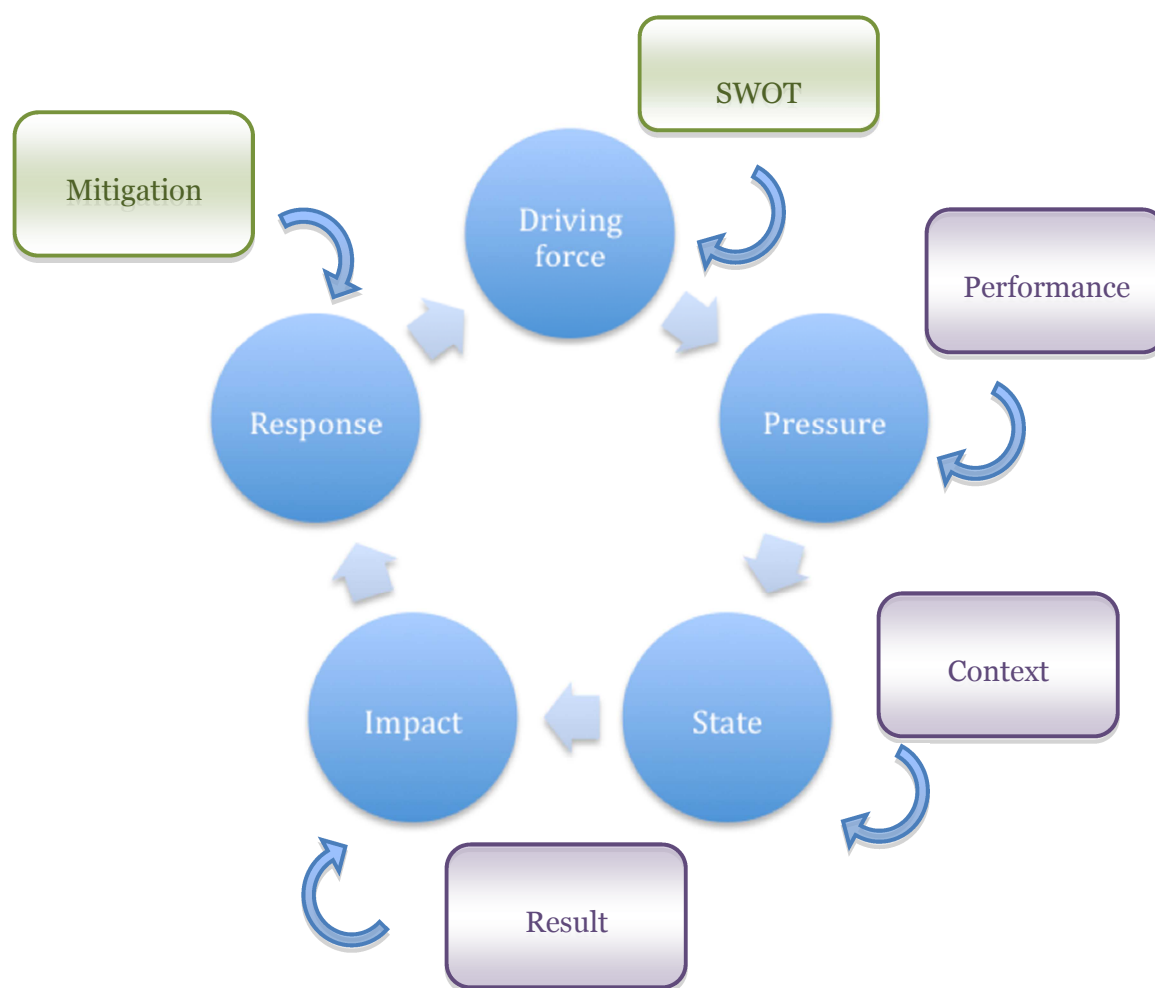 SWOT
Mitigation
Driving
force
Performance
Response
Pressure
Context
Impact
State
Result